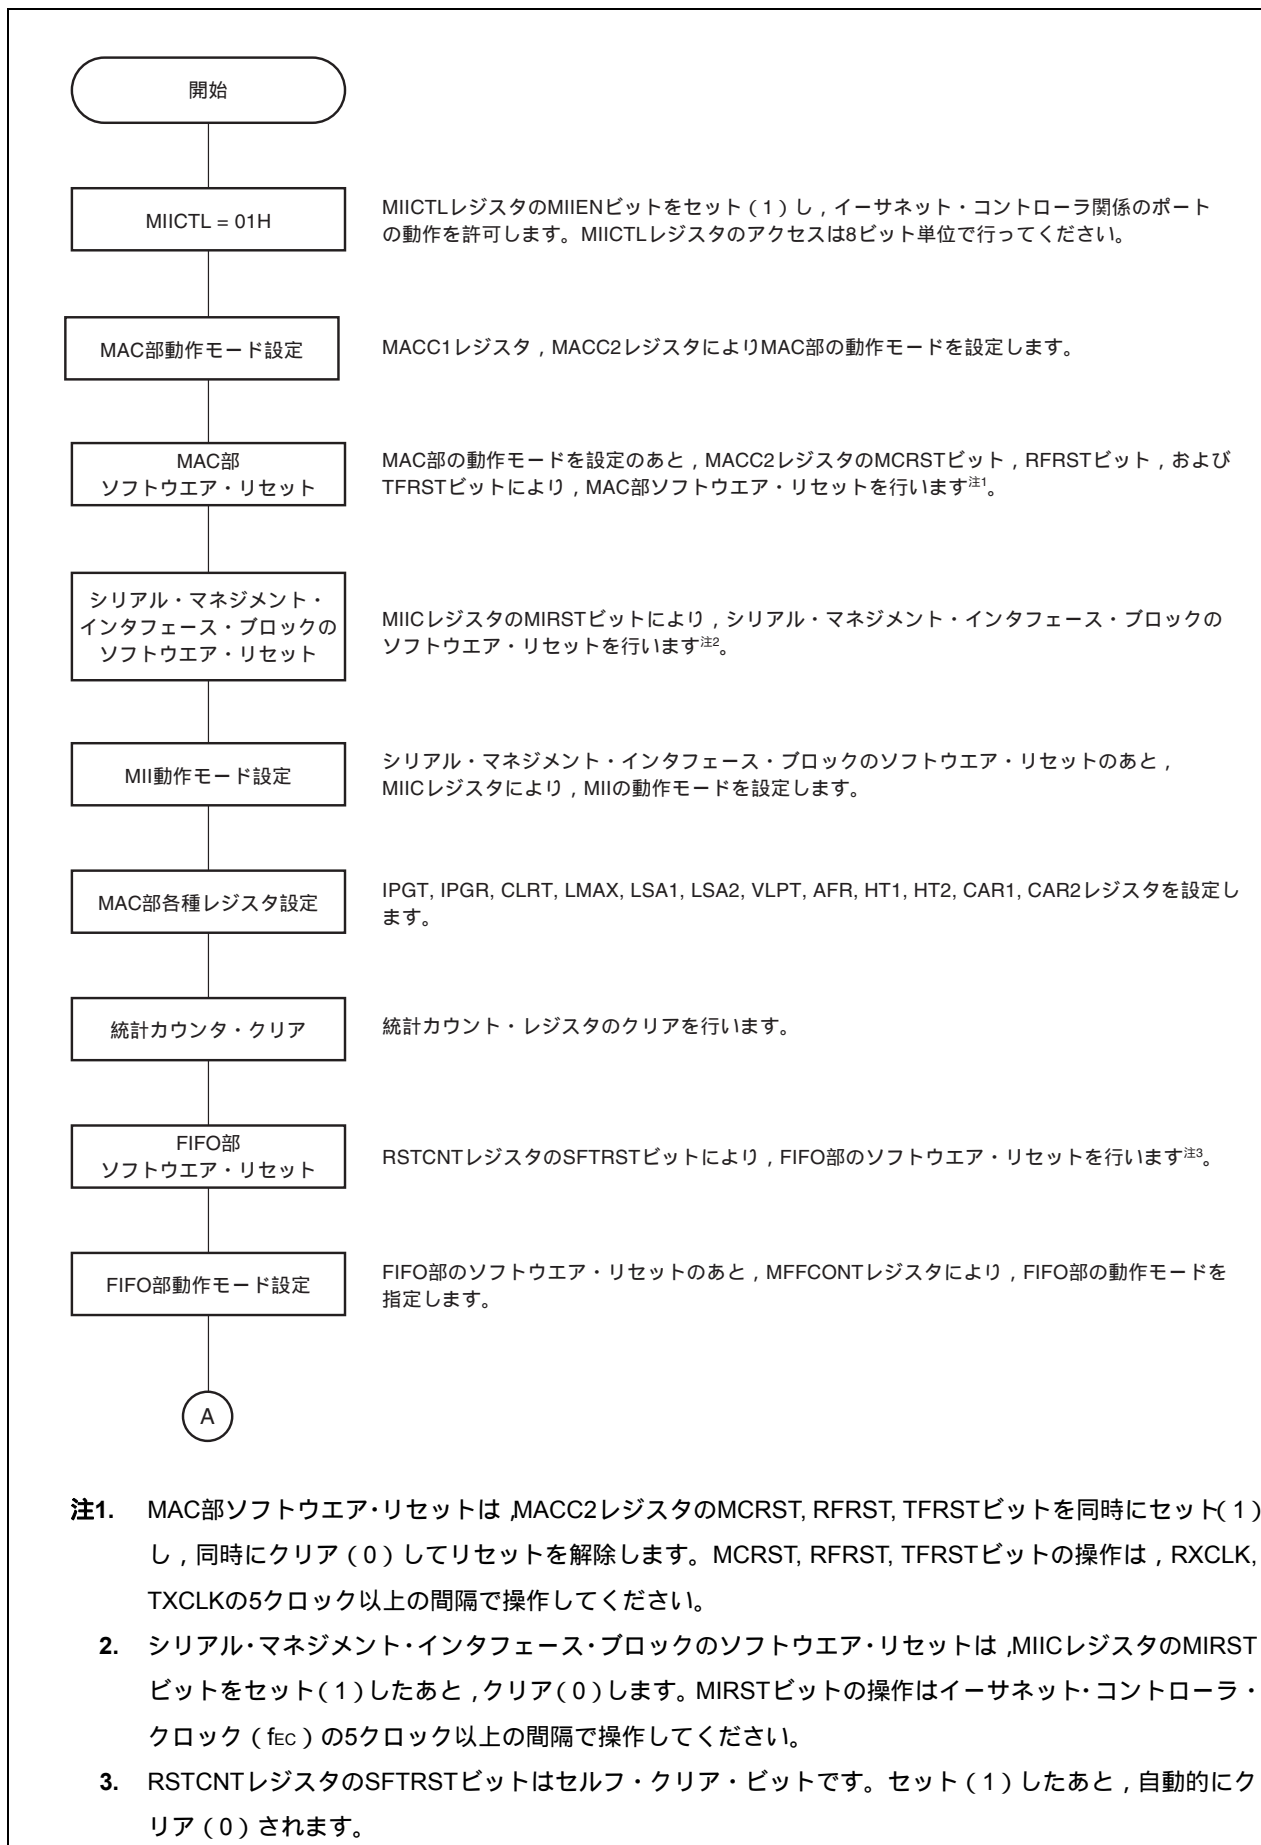 開始
MIICTL = 01H
MIICTLレジスタのMIIENビットをセット（1）し，イーサネット・コントローラ関係のポート
の動作を許可します。MIICTLレジスタのアクセスは8ビット単位で行ってください。
MAC部動作モード設定
MACC1レジスタ，MACC2レジスタによりMAC部の動作モードを設定します。
MAC部
ソフトウエア・リセット
MAC部の動作モードを設定のあと，MACC2レジスタのMCRSTビット，RFRSTビット，および
TFRSTビットにより，MAC部ソフトウエア・リセットを行います注1。
シリアル・マネジメント・
インタフェース・ブロックの
ソフトウエア・リセット
MIICレジスタのMIRSTビットにより，シリアル・マネジメント・インタフェース・ブロックの
ソフトウエア・リセットを行います注2。
MII動作モード設定
シリアル・マネジメント・インタフェース・ブロックのソフトウエア・リセットのあと，
MIICレジスタにより，MIIの動作モードを設定します。
MAC部各種レジスタ設定
IPGT, IPGR, CLRT, LMAX, LSA1, LSA2, VLPT, AFR, HT1, HT2, CAR1, CAR2レジスタを設定し
ます。
統計カウンタ・クリア
統計カウント・レジスタのクリアを行います。
FIFO部
ソフトウエア・リセット
RSTCNTレジスタのSFTRSTビットにより，FIFO部のソフトウエア・リセットを行います注3。
FIFO部動作モード設定
FIFO部のソフトウエア・リセットのあと，MFFCONTレジスタにより，FIFO部の動作モードを
指定します。
A
注1. MAC部ソフトウエア・リセットは，MACC2レジスタのMCRST, RFRST, TFRSTビットを同時にセット（1）
し，同時にクリア（0）してリセットを解除します。MCRST, RFRST, TFRSTビットの操作は，RXCLK,
TXCLKの5クロック以上の間隔で操作してください。
2. シリアル・マネジメント・インタフェース・ブロックのソフトウエア・リセットは，MIICレジスタのMIRST
ビットをセット（1）したあと，クリア（0）します。MIRSTビットの操作はイーサネット・コントローラ・
クロック（fEC）の5クロック以上の間隔で操作してください。
3. RSTCNTレジスタのSFTRSTビットはセルフ・クリア・ビットです。セット（1）したあと，自動的にク
リア（0）されます。